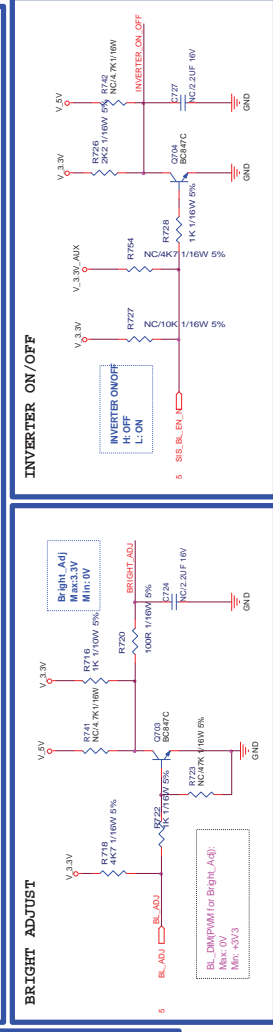 INVERTER ON/OFF
V_3.3V
V_3.3V_AUX
V_3.3V
V_5V
R727
NC/10K 1/16W 5%
R754
NC/4K7 1/16W 5%
R726
2K2 1/16W 5%
R742
NC/4.7K1/16W
INVERTER_ON_OFF
INVERTER ON/OFF
H: OFF
L: ON
5
SIS_BL_EN_N
R728
1K 1/16W 5%
Q704
BC847C
C727
NC/2.2UF 16V
GND
GND
BRIGHT ADJUST
V_3.3V
V_5V
V_3.3V
R718
4K7 1/16W 5%
R741
NC/4.7K1/16W
R716
1K 1/10W 5%
Bright_Adj
Max:3.3V
Min: 0V
BRIGHT_ADJ
R720
100R 1/16W 5%
5
BL_ADJ
BL_ADJ
R722
1K 1/16W 5%
Q703
BC847C
C724
NC/2.2UF 16V
R723
NC/47K 1/16W 5%
GND
GND
BL_DIM(PWM for Bright_Adj):
Max: 0V
Min: +3V3